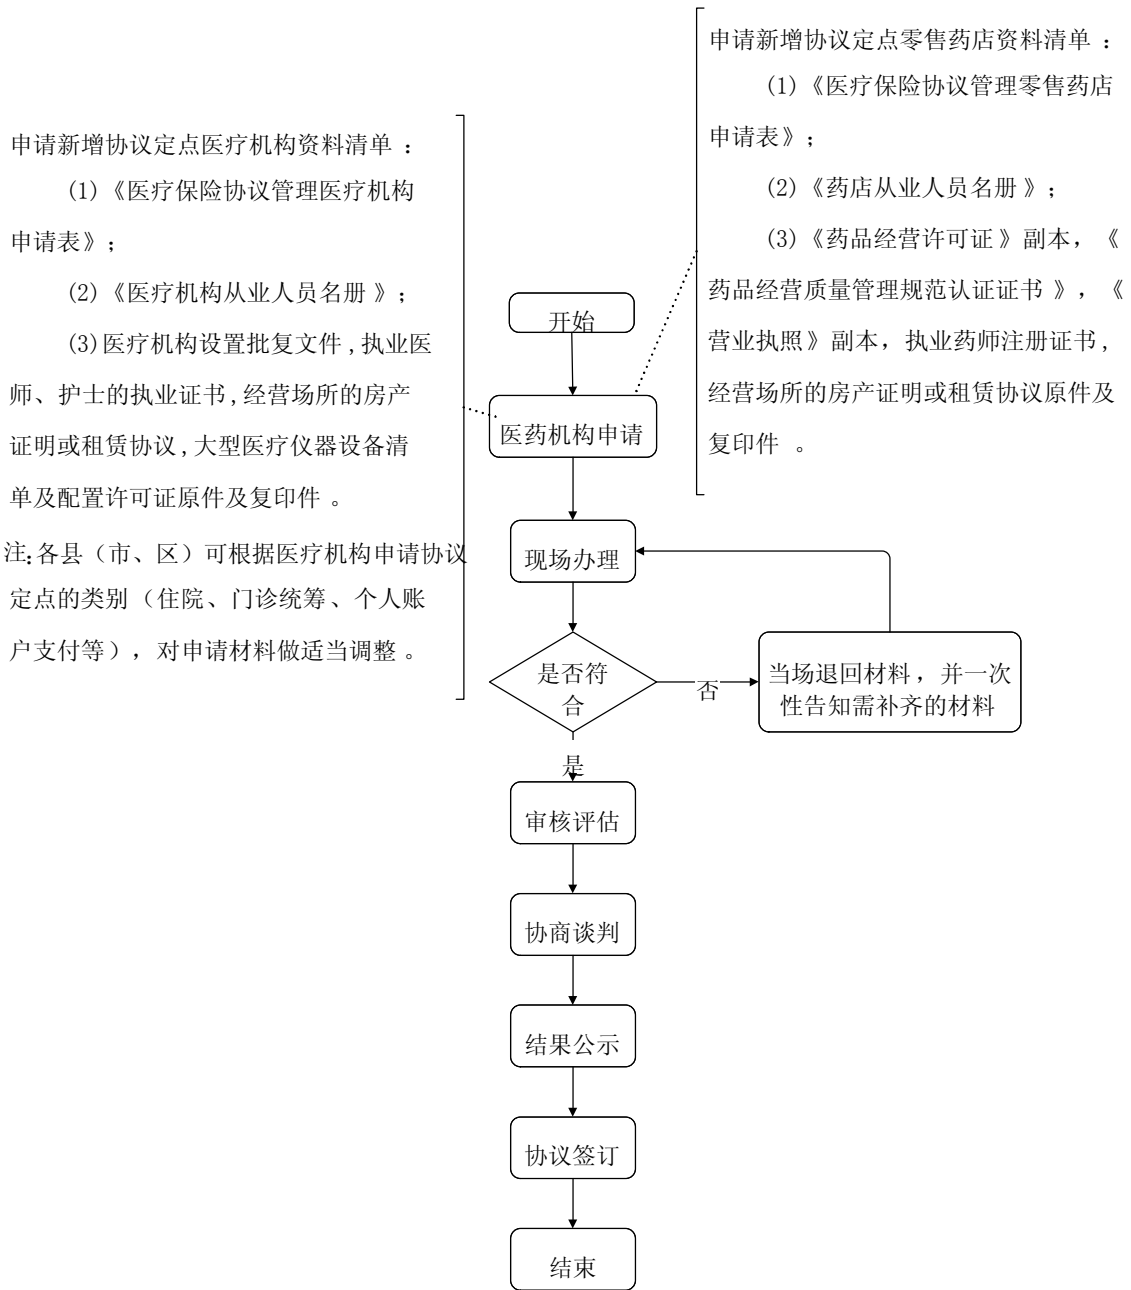 申请新增协议定点零售药店资料清单 ：
(1)《医疗保险协议管理零售药店
申请表》；
(2)《药店从业人员名册 》；
(3)《药品经营许可证 》副本，《
药品经营质量管理规范认证证书 》，《
营业执照》副本，执业药师注册证书,
经营场所的房产证明或租赁协议原件及
复印件 。
申请新增协议定点医疗机构资料清单 ：
(1)《医疗保险协议管理医疗机构
申请表》；
(2)《医疗机构从业人员名册 》；
(3)医疗机构设置批复文件 ,执业医
师、护士的执业证书 ,经营场所的房产
证明或租赁协议 ,大型医疗仪器设备清
单及配置许可证原件及复印件 。
注:各县（市、区）可根据医疗机构申请协议
定点的类别（住院、门诊统筹 、个人账
户支付等），对申请材料做适当调整 。
开始
医药机构申请
现场办理
是否符
合
否
当场退回材料 ，并一次
性告知需补齐的材料
是
审核评估
协商谈判
结果公示
协议签订
结束